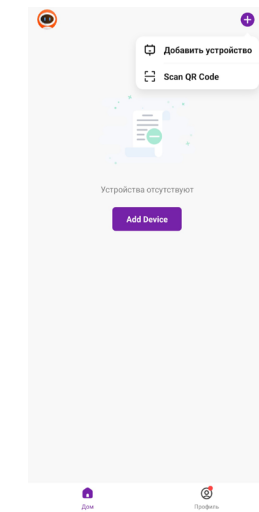 Добавить устройство
Scan QR Code
Устройства отсутствуют
Add Device
Дом
Профиль